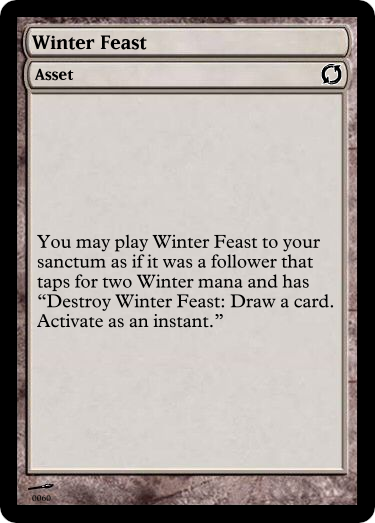 Winter Feast
Asset
You may play Winter Feast to your
sanctum as if it was a follower that
taps for two Winter mana and has
“Destroy Winter Feast: Draw a card.
Activate as an instant.”
0060